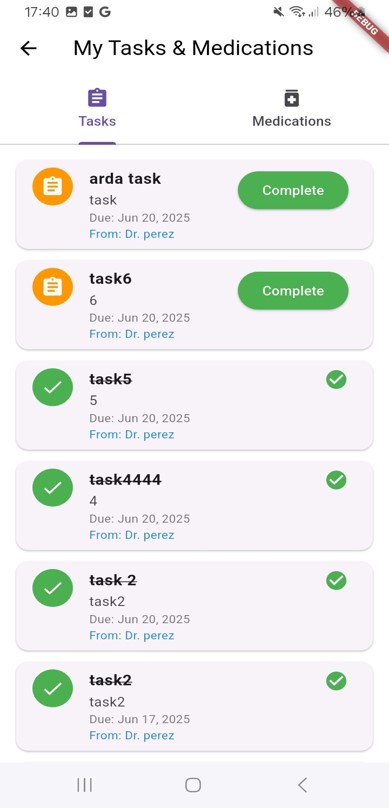 17:40 G 46%
DEBUG
My Tasks & Medications
Tasks
Medications
arda task
task
Due: Jun 20, 2025
From: Dr. perez
Complete
task6
6
Due: Jun 20, 2025
From: Dr. perez
Complete
task5
5
Due: Jun 20, 2025
From: Dr. perez
task4444
4
Due: Jun 20, 2025
From: Dr. perez
task 2
task2
Due: Jun 20, 2025
From: Dr. perez
task2
task2
Due: Jun 17, 2025
From: Dr. perez